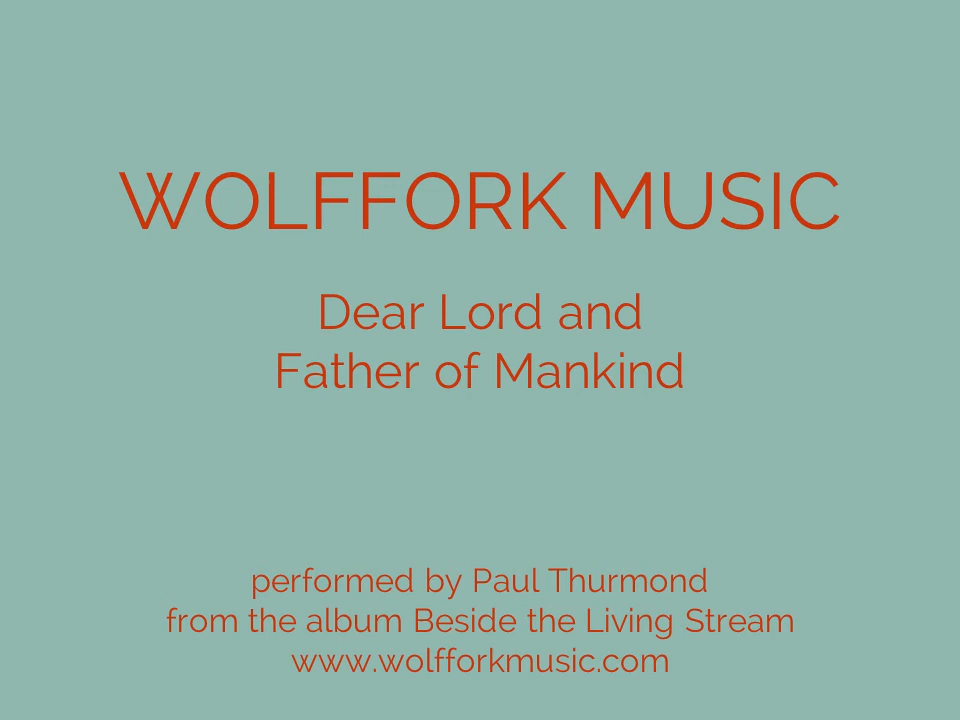 WOLFFORK MUSIC
Dear Lord and
Father of Mankind
performed by Paul Thurmond
from the album Beside the Living Stream
www.wolfforkmusic.com